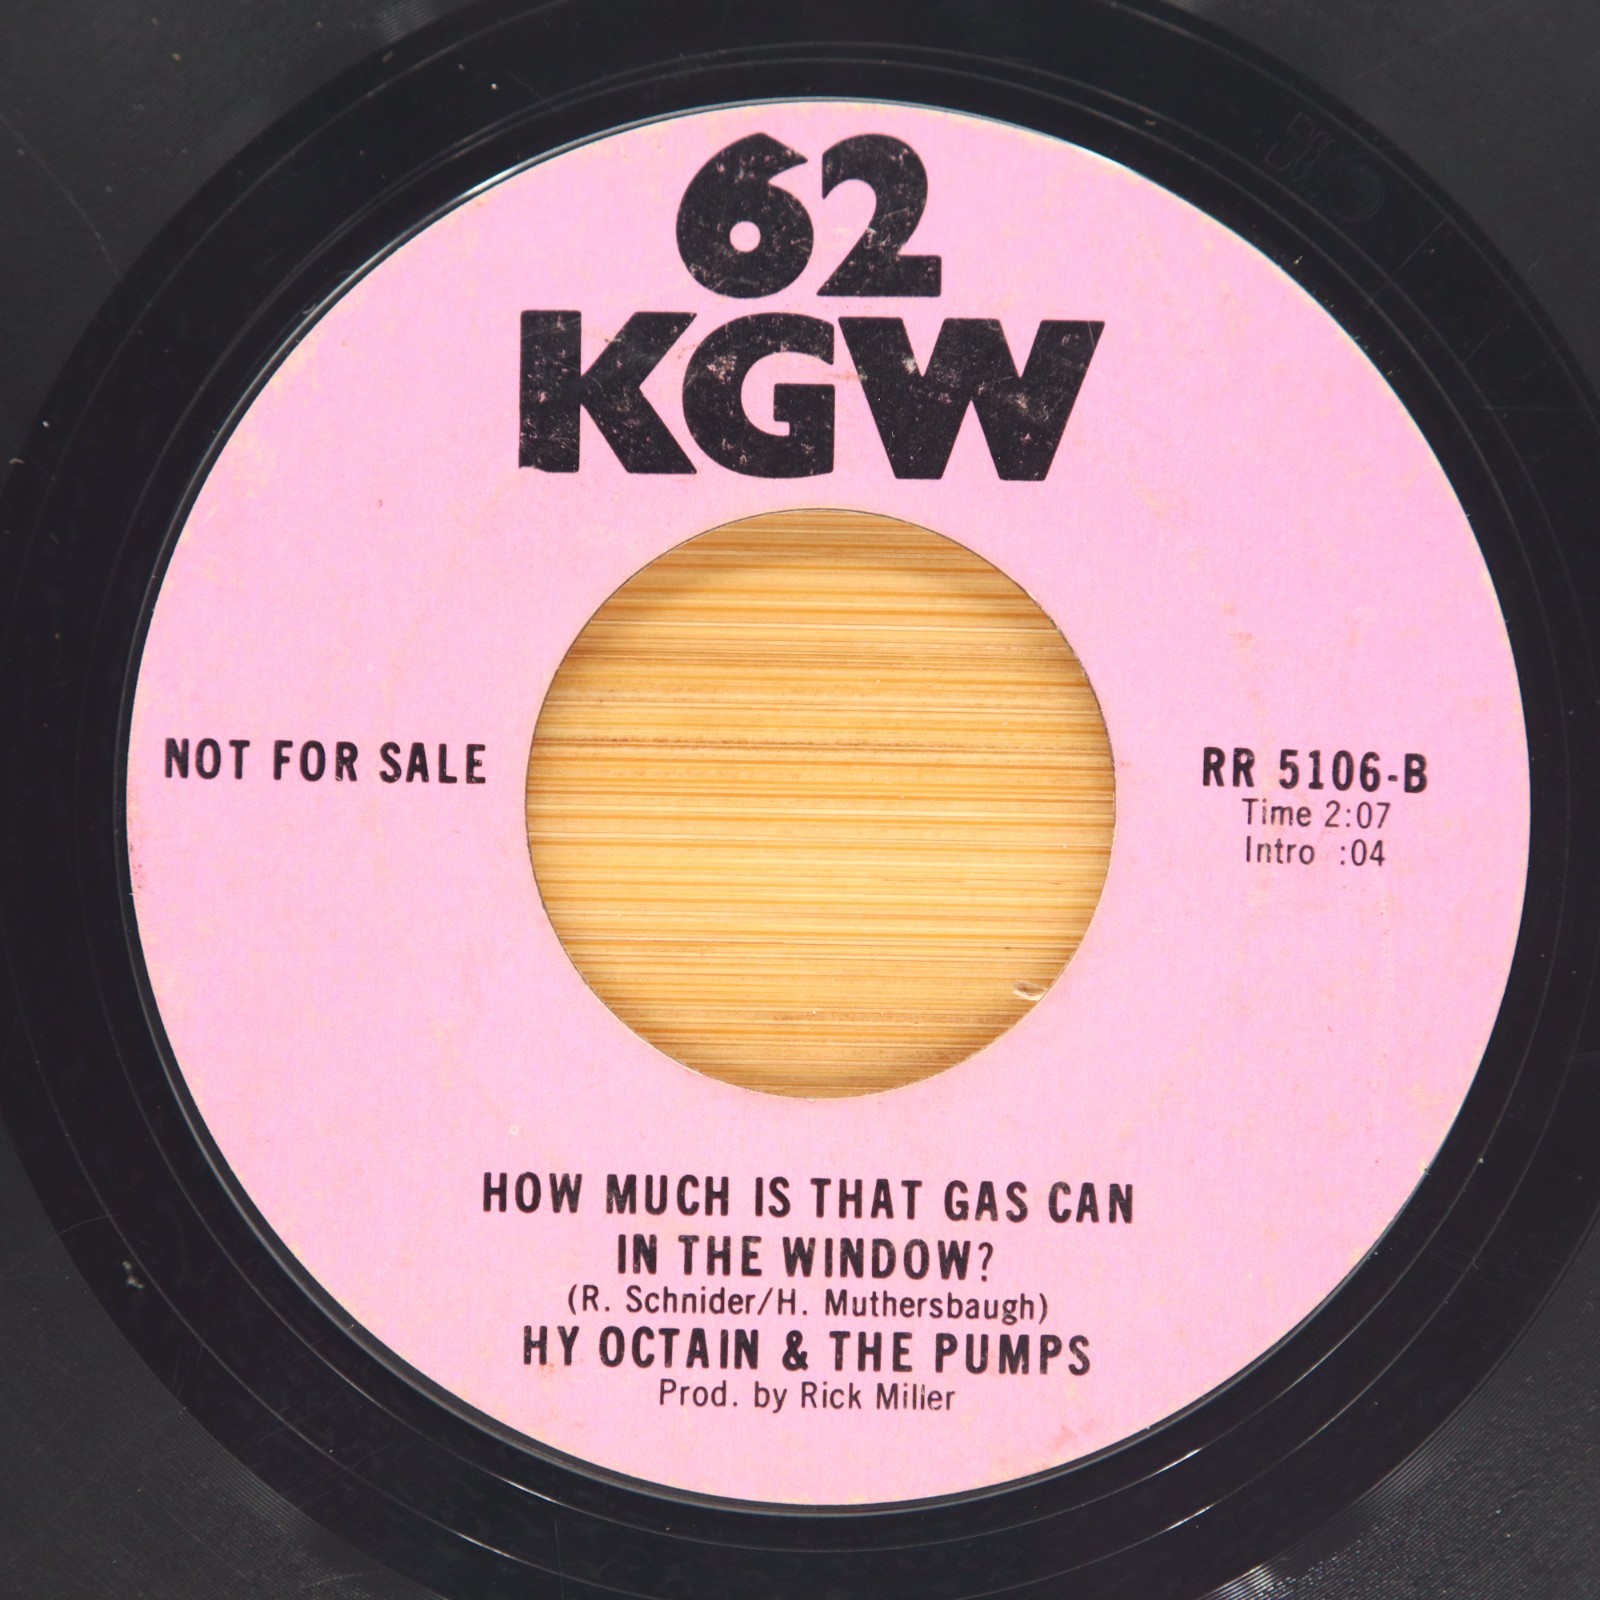 62
KGW
NOT FOR SALE
RR 5106-B
Time 2:07
Intro :04
HOW MUCH IS THAT GAS CAN
IN THE WINDOW?
(R. Schnider/H. Muthersbaugh)
HY OCTAIN & THE PUMPS
Prod. by Rick Miller